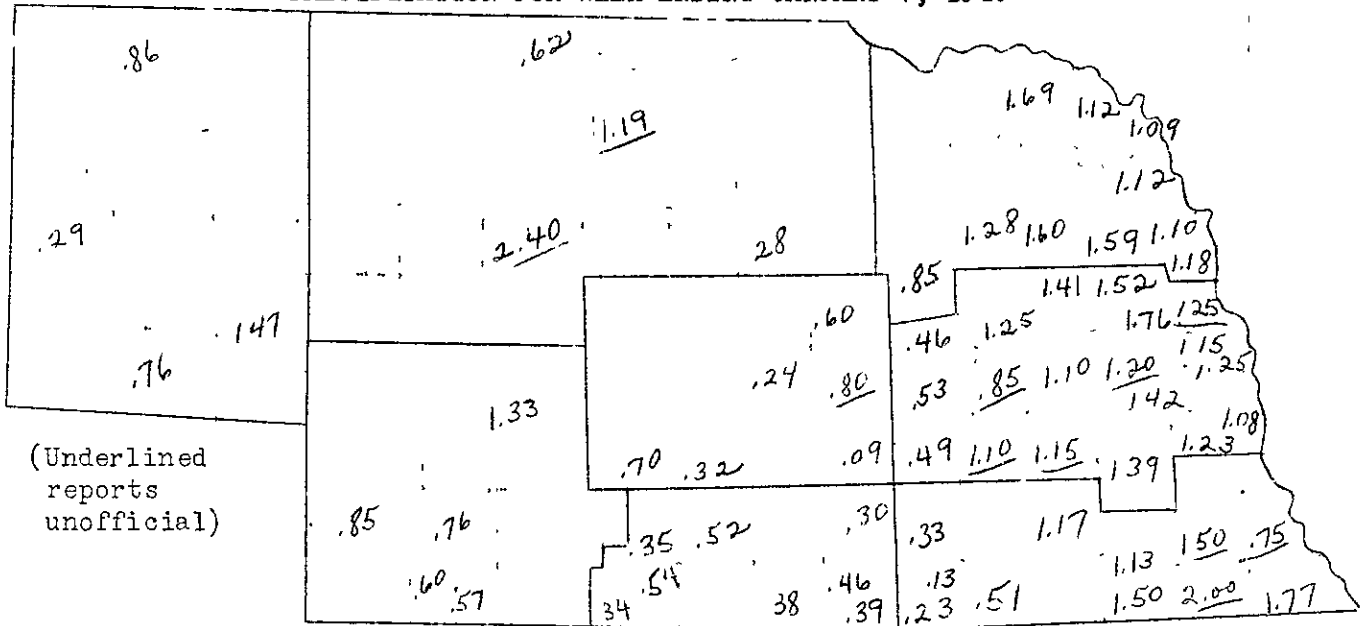 .86 .62
1.69 1.12
1.19 1.09
1.12
.29 2.40 28 1.28 1.60 1.59 1.10
.85 1.18
1.41 1.52
.147 .60 .46 1.25 1.76 1.25
1.15
.76 .24 .80 .53 .85 1.10 1.20 1.25
1.33 142
1.08
(Underlined .70 .32 .09 .49 1.10 1.15 139 1.23
reports
unofficial) .85 .76 .35 .52 .30 .33 1.17
1.13 150 .75
.60 .57 .54 .46 .13
34 38 .39 .23 .51 1.50 2.00 1.77